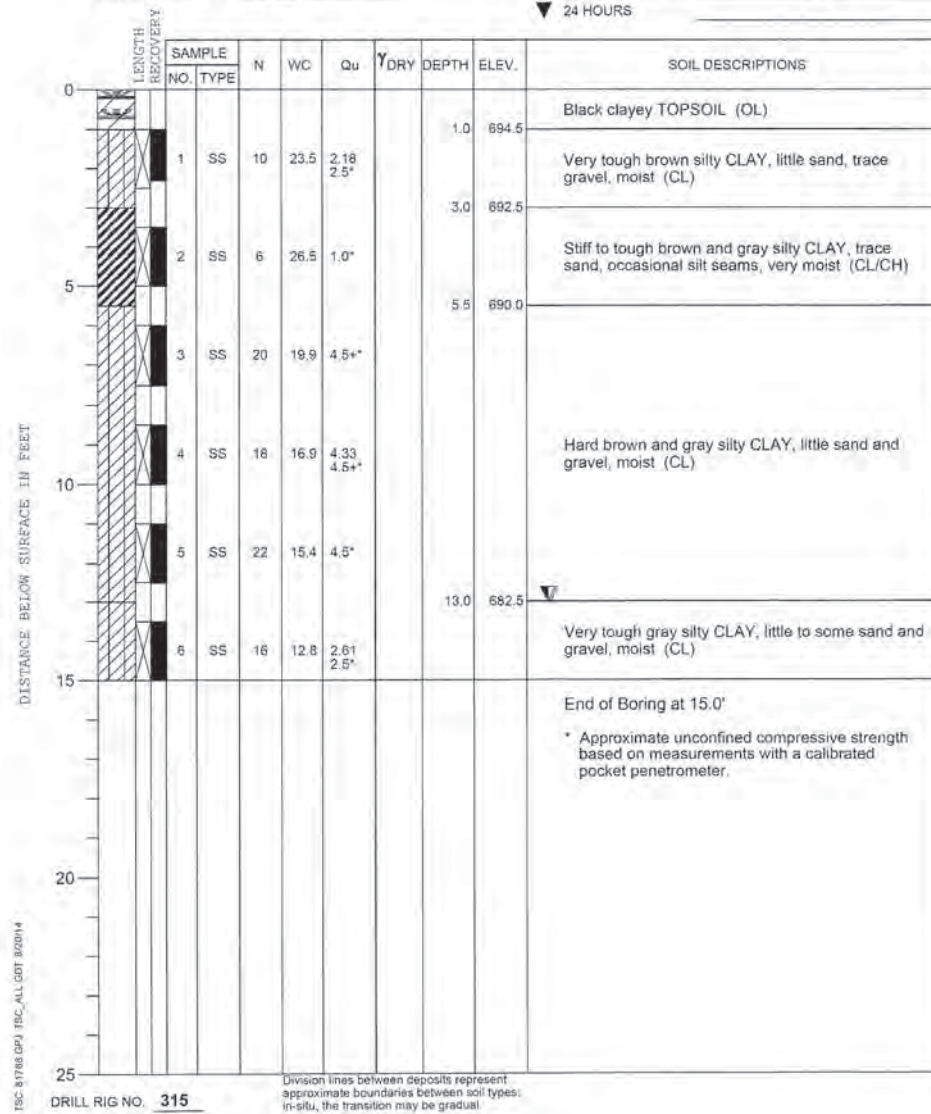 ▼ 24 HOURS
LENGTH
RECOVERY
SAMPLE
NO. TYPE N WC Qu γDRY DEPTH ELEV. SOIL DESCRIPTIONS
0
Black clayey TOPSOIL (OL)
1.0 694.5
1 SS 10 23.5 2.18
2.5*
Very tough brown silty CLAY, little sand, trace
gravel, moist (CL)
3.0 692.5
2 SS 6 26.5 1.0*
Stiff to tough brown and gray silty CLAY, trace
sand, occasional silt seams, very moist (CL/CH)
5
5.5 690.0
3 SS 20 19.9 4.5+*
4 SS 18 16.9 4.33
4.5+*
Hard brown and gray silty CLAY, little sand and
gravel, moist (CL)
10
5 SS 22 15.4 4.5*
13.0 682.5
6 SS 16 12.8 2.61
2.5*
Very tough gray silty CLAY, little to some sand and
gravel, moist (CL)
15
End of Boring at 15.0'
* Approximate unconfined compressive strength
based on measurements with a calibrated
pocket penetrometer.
20
25
DISTANCE BELOW SURFACE IN FEET
TSC 81788.GPJ TSC_ALL.GDT 8/20/14
DRILL RIG NO. 315
Division lines between deposits represent
approximate boundaries between soil types;
in-situ, the transition may be gradual.